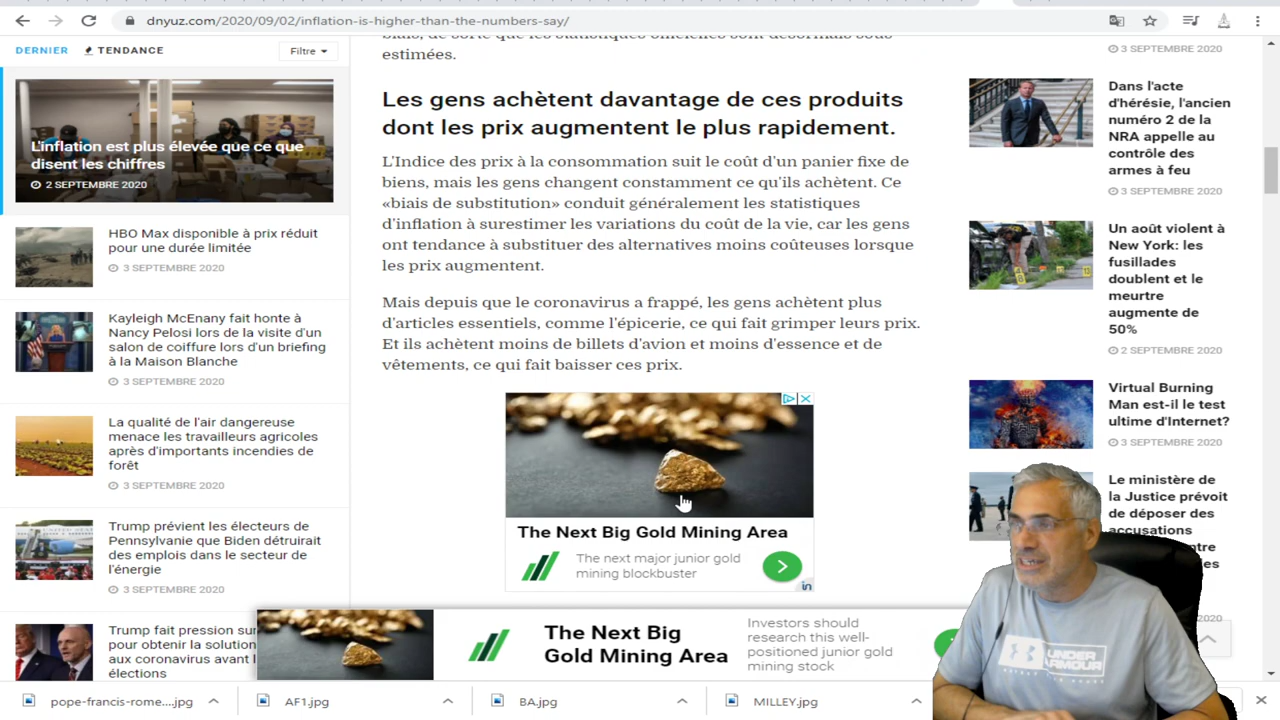 dnyuz.com/2020/09/02/inflation-is-higher-than-the-numbers-say/
DERNIER
TENDANCE
Filtre
L'inflation est plus élevée que ce que
disent les chiffres
2 SEPTEMBRE 2020
HBO Max disponible à prix réduit
pour une durée limitée
3 SEPTEMBRE 2020
Kayleigh McEnany fait honte à
Nancy Pelosi lors de la visite d'un
salon de coiffure lors d'un briefing
à la Maison Blanche
3 SEPTEMBRE 2020
La qualité de l'air dangereuse
menace les travailleurs agricoles
après d'importants incendies de
forêt
3 SEPTEMBRE 2020
Trump prévient les électeurs de
Pennsylvanie que Biden détruirait
des emplois dans le secteur de
l'énergie
3 SEPTEMBRE 2020
Trump fait pression
pour obtenir la solution
aux coronavirus avant
élections
biais, de sorte que les statistiques officielles sont désormais sous-
estimées.
Les gens achètent davantage de ces produits
dont les prix augmentent le plus rapidement.
L'Indice des prix à la consommation suit le coût d'un panier fixe de
biens, mais les gens changent constamment ce qu'ils achètent. Ce
«biais de substitution» conduit généralement les statistiques
d'inflation à surestimer les variations du coût de la vie, car les gens
ont tendance à substituer des alternatives moins coûteuses lorsque
les prix augmentent.
Mais depuis que le coronavirus a frappé, les gens achètent plus
d'articles essentiels, comme l'épicerie, ce qui fait grimper leurs prix.
Et ils achètent moins de billets d'avion et moins d'essence et de
vêtements, ce qui fait baisser ces prix.
The Next Big Gold Mining Area
The next major junior gold
mining blockbuster
3 SEPTEMBRE 2020
Dans l'acte
d'hérésie, l'ancien
numéro 2 de la
NRA appelle au
contrôle des
armes à feu
3 SEPTEMBRE 2020
Un août violent à
New York: les
fusillades
doublent et le
meurtre
augmente de
50%
2 SEPTEMBRE 2020
Virtual Burning
Man est-il le test
ultime d'Internet?
3 SEPTEMBRE 2020
Le ministère de
la Justice prévoit
de déposer des
accusations
2020
The Next Big
Gold Mining Area
Investors should
research this well-
positioned junior gold
mining stock
pope-francis-rome....jpg
AF1.jpg
BA.jpg
MILLEY.jpg
UNDER
ARMOUR